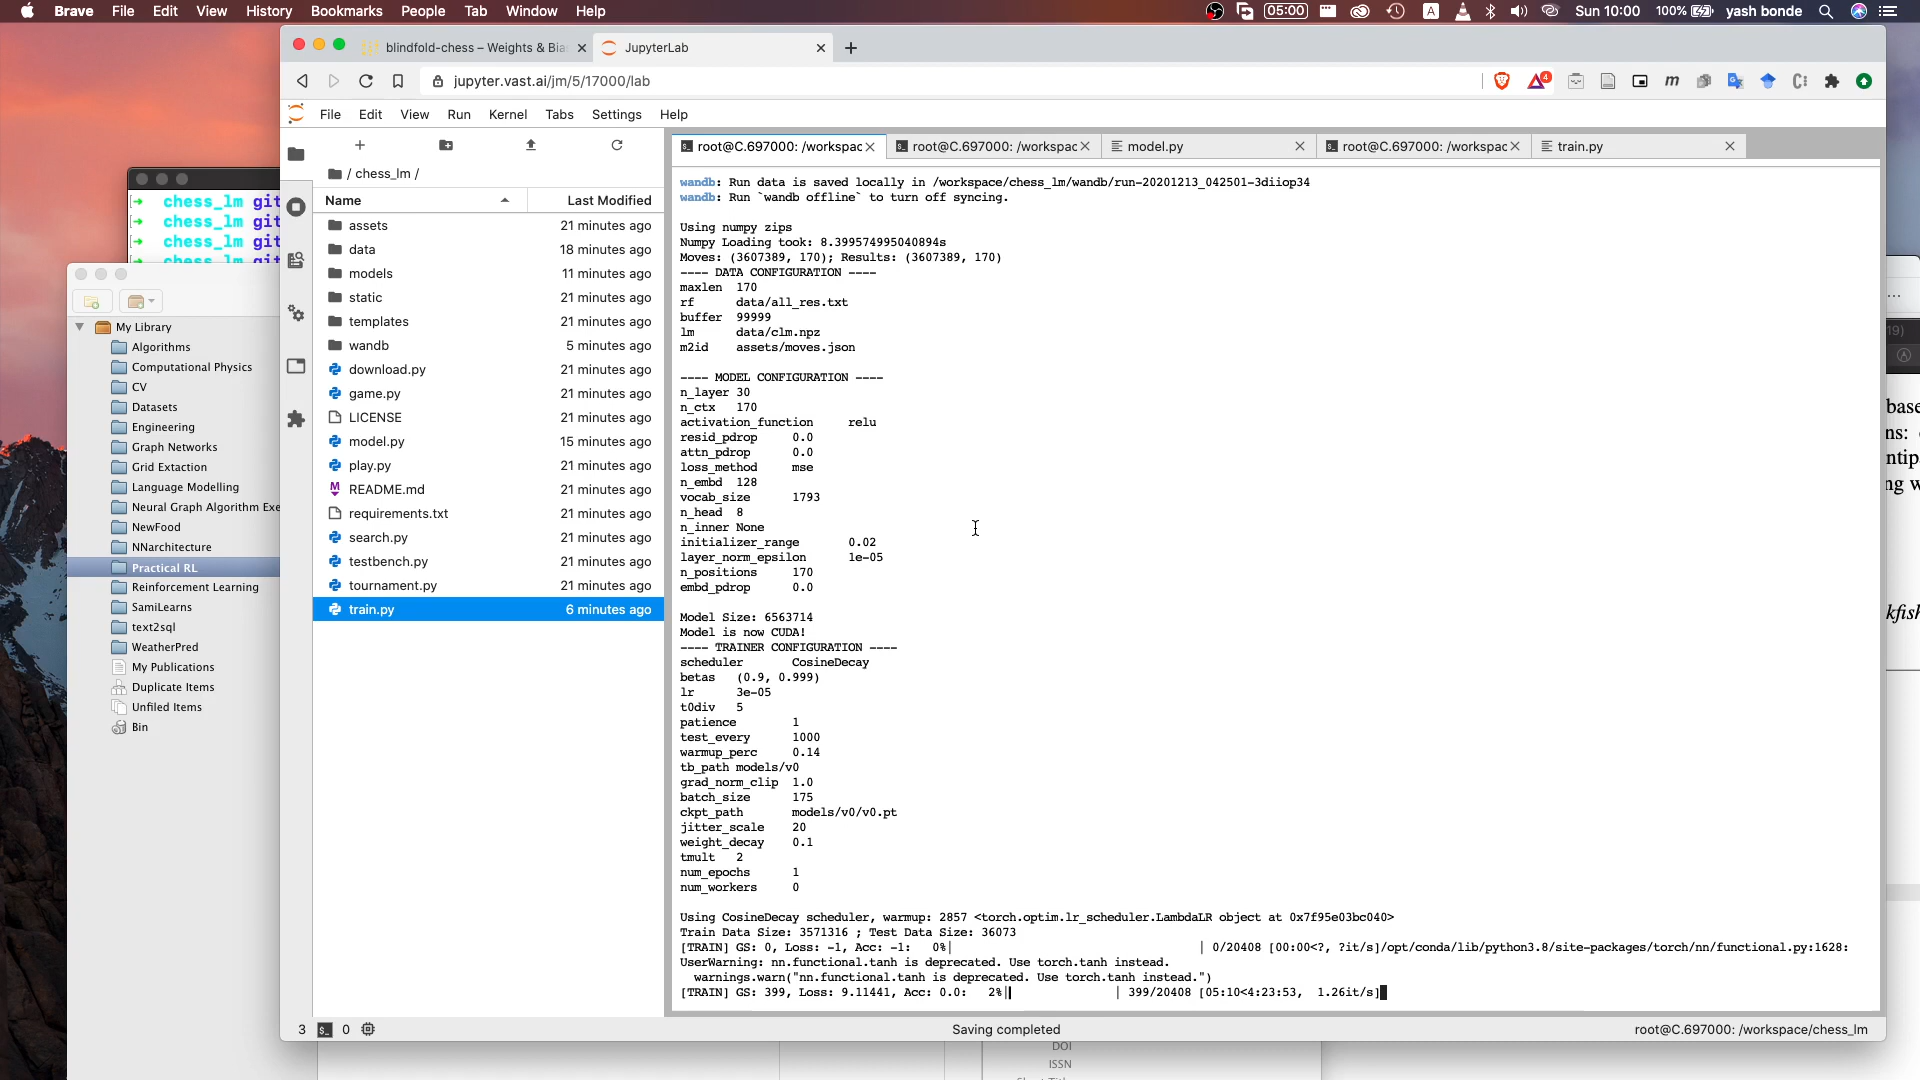 Brave File Edit View History Bookmarks People Tab Window Help 05:00 A Sun 10:00 100% yash bonde
blindfold-chess – Weights & Bia
JupyterLab
jupyter.vast.ai/jm/5/17000/lab
4
File Edit View Run Kernel Tabs Settings Help
root@C.697000: /workspac
root@C.697000: /workspac
model.py
root@C.697000: /workspac
train.py
/ chess_lm /
Name Last Modified
assets 21 minutes ago
data 18 minutes ago
models 11 minutes ago
static 21 minutes ago
templates 21 minutes ago
wandb 5 minutes ago
download.py 21 minutes ago
game.py 21 minutes ago
LICENSE 21 minutes ago
model.py 15 minutes ago
play.py 21 minutes ago
README.md 21 minutes ago
requirements.txt 21 minutes ago
search.py 21 minutes ago
testbench.py 21 minutes ago
tournament.py 21 minutes ago
train.py 6 minutes ago
chess_lm git
chess_lm git
chess_lm git
chess_lm git
My Library
Algorithms
Computational Physics
CV
Datasets
Engineering
Graph Networks
Grid Extaction
Language Modelling
Neural Graph Algorithm Exe
NewFood
NNarchitecture
Practical RL
Reinforcement Learning
SamiLearns
text2sql
WeatherPred
My Publications
Duplicate Items
Unfiled Items
Bin
wandb: Run data is saved locally in /workspace/chess_lm/wandb/run-20201213_042501-3diiop34
wandb: Run `wandb offline` to turn off syncing.
Using numpy zips
Numpy Loading took: 8.399574995040894s
Moves: (3607389, 170); Results: (3607389, 170)
---- DATA CONFIGURATION ----
maxlen 170
rf data/all_res.txt
buffer 99999
lm data/clm.npz
m2id assets/moves.json
---- MODEL CONFIGURATION ----
n_layer 30
n_ctx 170
activation_function relu
resid_pdrop 0.0
attn_pdrop 0.0
loss_method mse
n_embd 128
vocab_size 1793
n_head 8
n_inner None
initializer_range 0.02
layer_norm_epsilon 1e-05
n_positions 170
embd_pdrop 0.0
Model Size: 6563714
Model is now CUDA!
---- TRAINER CONFIGURATION ----
scheduler CosineDecay
betas (0.9, 0.999)
lr 3e-05
t0div 5
patience 1
test_every 1000
warmup_perc 0.14
tb_path models/v0
grad_norm_clip 1.0
batch_size 175
ckpt_path models/v0/v0.pt
jitter_scale 20
weight_decay 0.1
tmult 2
num_epochs 1
num_workers 0
Using CosineDecay scheduler, warmup: 2857 <torch.optim.lr_scheduler.LambdaLR object at 0x7f95e03bc040>
Train Data Size: 3571316 ; Test Data Size: 36073
[TRAIN] GS: 0, Loss: -1, Acc: -1: 0%| | 0/20408 [00:00<?, ?it/s]/opt/conda/lib/python3.8/site-packages/torch/nn/functional.py:1628:
UserWarning: nn.functional.tanh is deprecated. Use torch.tanh instead.
warnings.warn("nn.functional.tanh is deprecated. Use torch.tanh instead.")
[TRAIN] GS: 399, Loss: 9.11441, Acc: 0.0: 2%| | 399/20408 [05:10<4:23:53, 1.26it/s]
3 0 Saving completed root@C.697000: /workspace/chess_lm
DOI
ISSN
19)
base
ns:
ntip
ng w
kfish